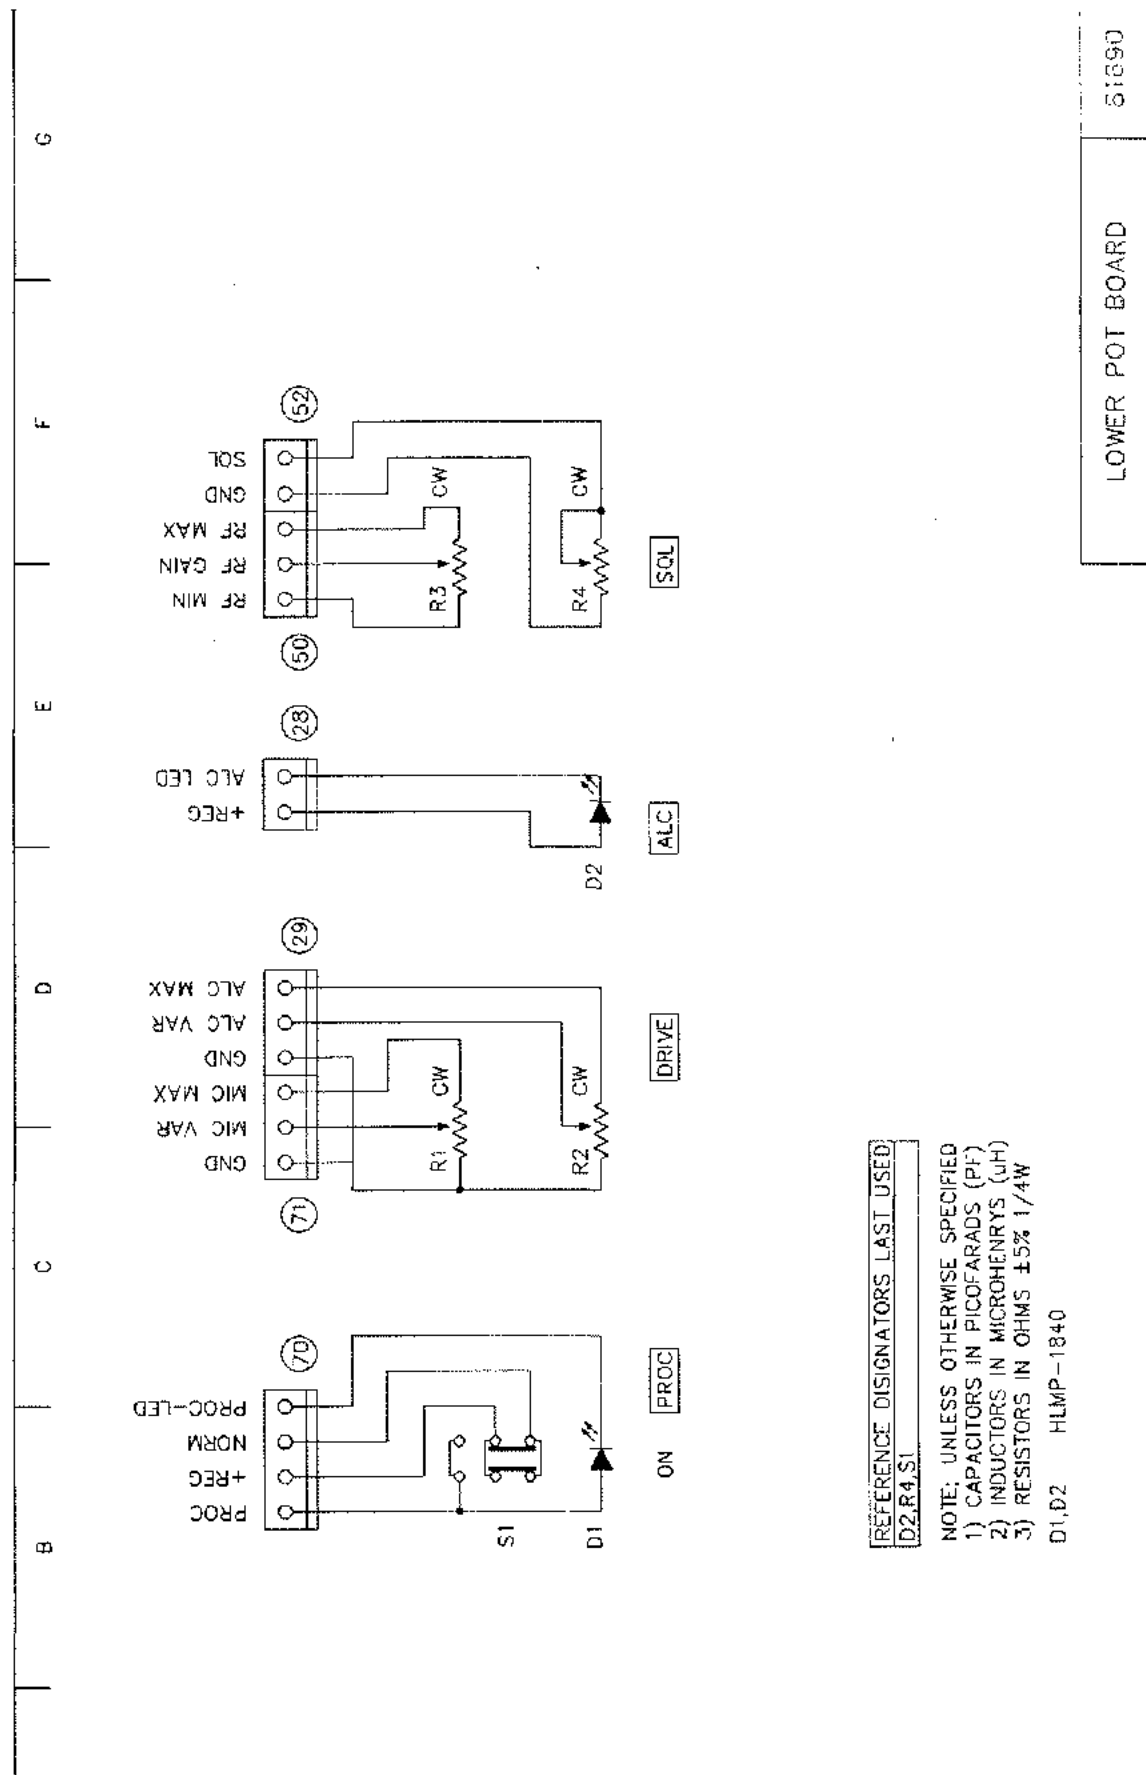 B
C
D
E
F
G
PROC
+REG
NORM
PROC-LED
70
71
GND
MIC VAR
MIC MAX
GND
ALC VAR
ALC MAX
29
+REG
ALC LED
28
50
RF MIN
RF GAIN
RF MAX
GND
SQL
52
R1
CW
R3
CW
S1
D1
R2
CW
D2
R4
CW
ON
PROC
DRIVE
ALC
SQL
REFERENCE DESIGNATORS LAST USED
D2,R4,S1
NOTE: UNLESS OTHERWISE SPECIFIED
1) CAPACITORS IN PICOFARADS (PF)
2) INDUCTORS IN MICROHENRYS (uH)
3) RESISTORS IN OHMS ±5% 1/4W
D1,D2 HLMP-1840
LOWER POT BOARD